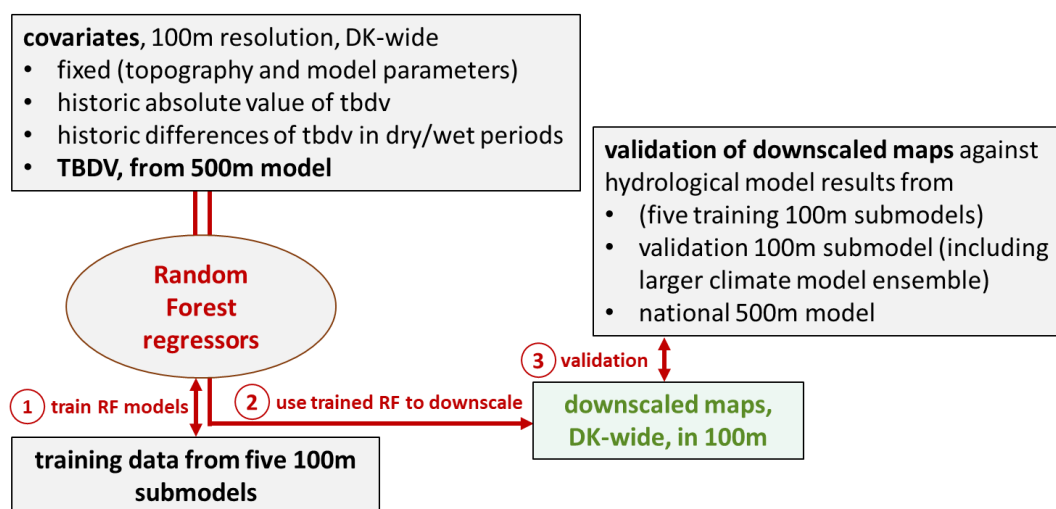 covariates, 100m resolution, DK-wide
• fixed (topography and model parameters)
• historic absolute value of tbdv
• historic differences of tbdv in dry/wet periods
• TBDV, from 500m model
validation of downscaled maps against
hydrological model results from
• (five training 100m submodels)
• validation 100m submodel (including
larger climate model ensemble)
• national 500m model
Random
Forest
regressors
1 train RF models
2 use trained RF to downscale
3 validation
downscaled maps,
DK-wide, in 100m
training data from five 100m
submodels